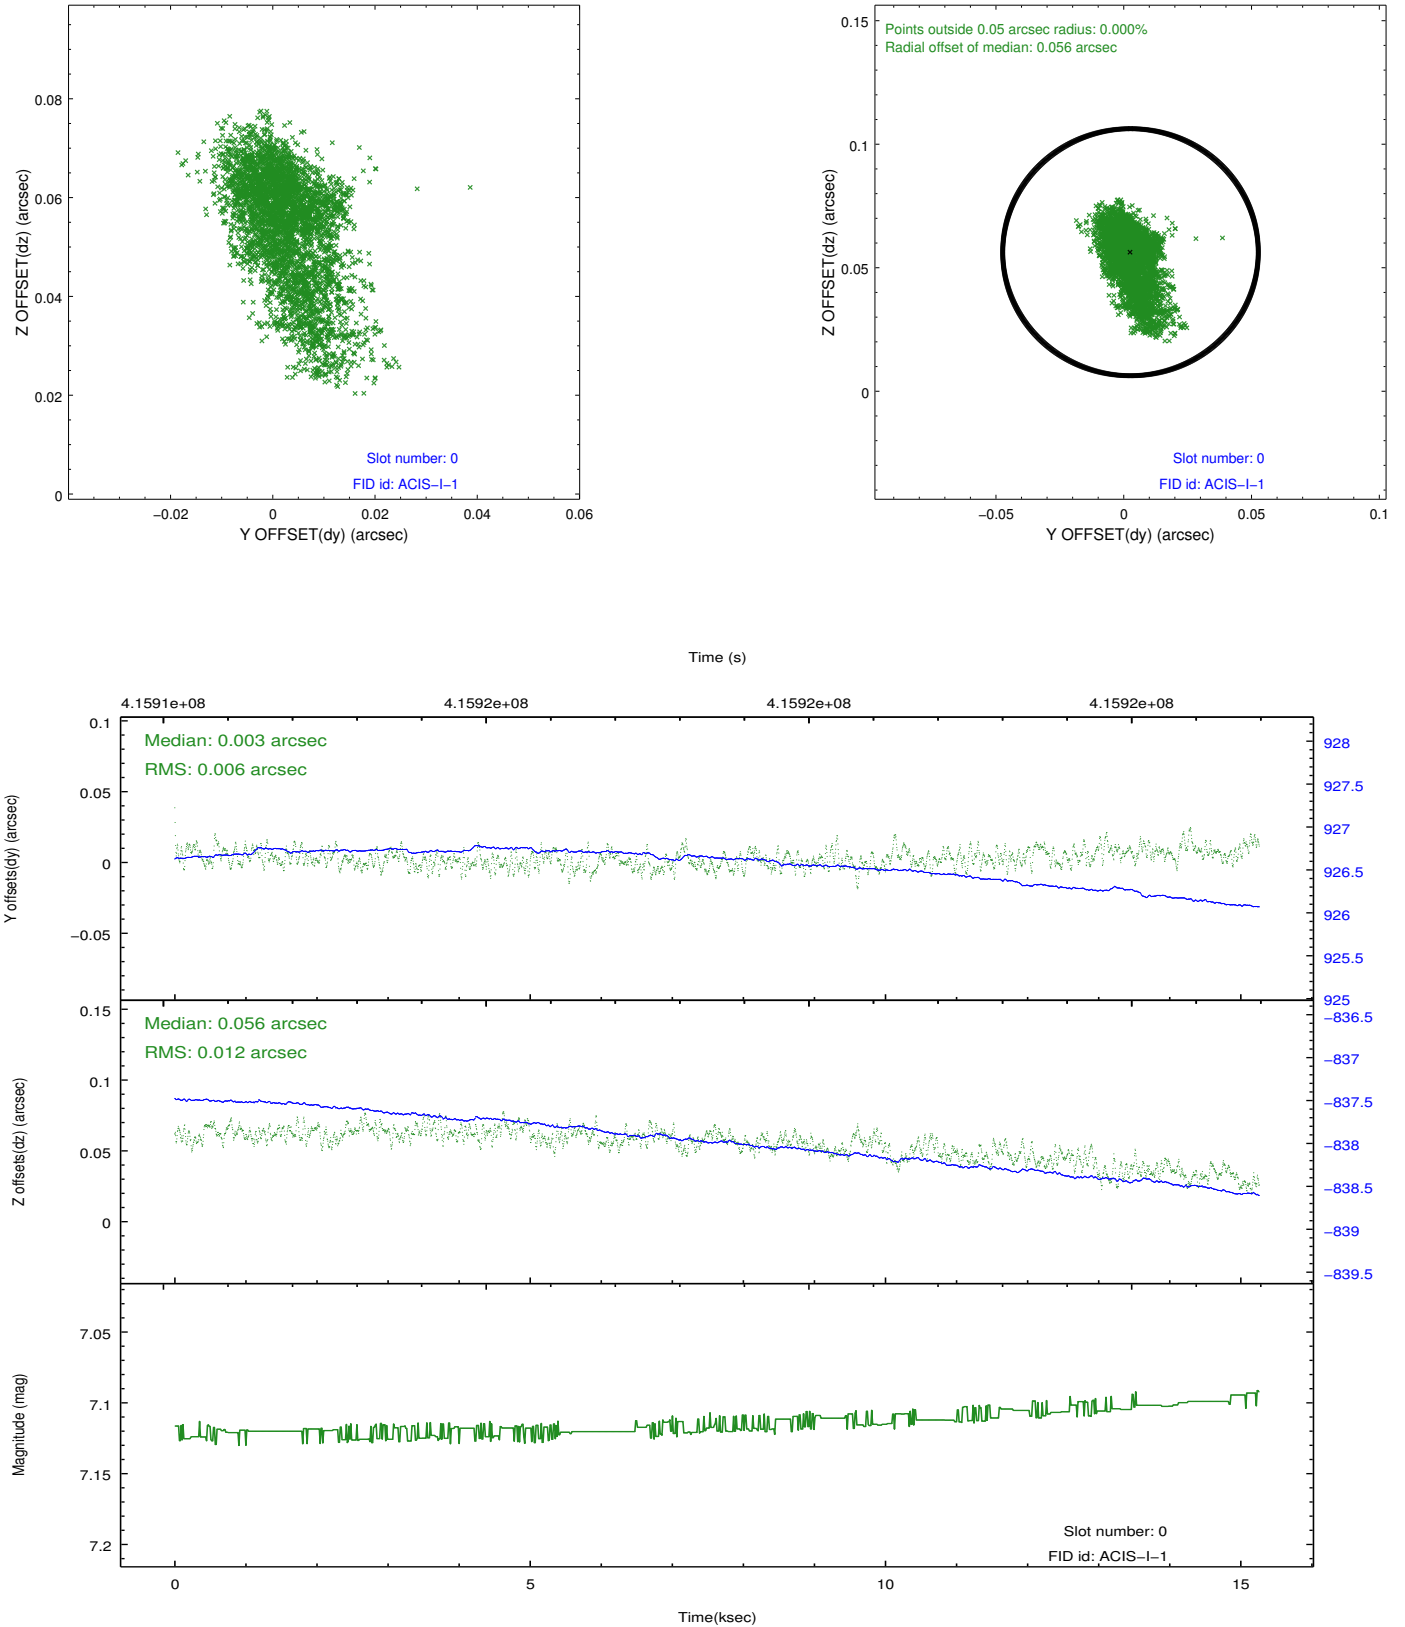 0.08
0.06
0.04
0.02
0
Z OFFSET(dz) (arcsec)
Slot number: 0
FID id: ACIS−I−1
−0.02
0
0.02
0.04
0.06
Y OFFSET(dy) (arcsec)
Points outside 0.05 arcsec radius: 0.000%
Radial offset of median: 0.056 arcsec
0.15
0.1
0.05
0
Z OFFSET(dz) (arcsec)
Slot number: 0
FID id: ACIS−I−1
−0.05
0
0.05
0.1
Y OFFSET(dy) (arcsec)
Time (s)
4.1591e+08
4.1592e+08
4.1592e+08
4.1592e+08
0.1
0.05
0
−0.05
Y offsets(dy) (arcsec)
Median: 0.003 arcsec
RMS: 0.006 arcsec
928
927.5
927
926.5
926
925.5
925
0.15
0.1
0.05
0
Z offsets(dz) (arcsec)
Median: 0.056 arcsec
RMS: 0.012 arcsec
−836.5
−837
−837.5
−838
−838.5
−839
−839.5
7.05
7.1
7.15
7.2
Magnitude (mag)
Slot number: 0
FID id: ACIS−I−1
0
5
10
15
Time(ksec)